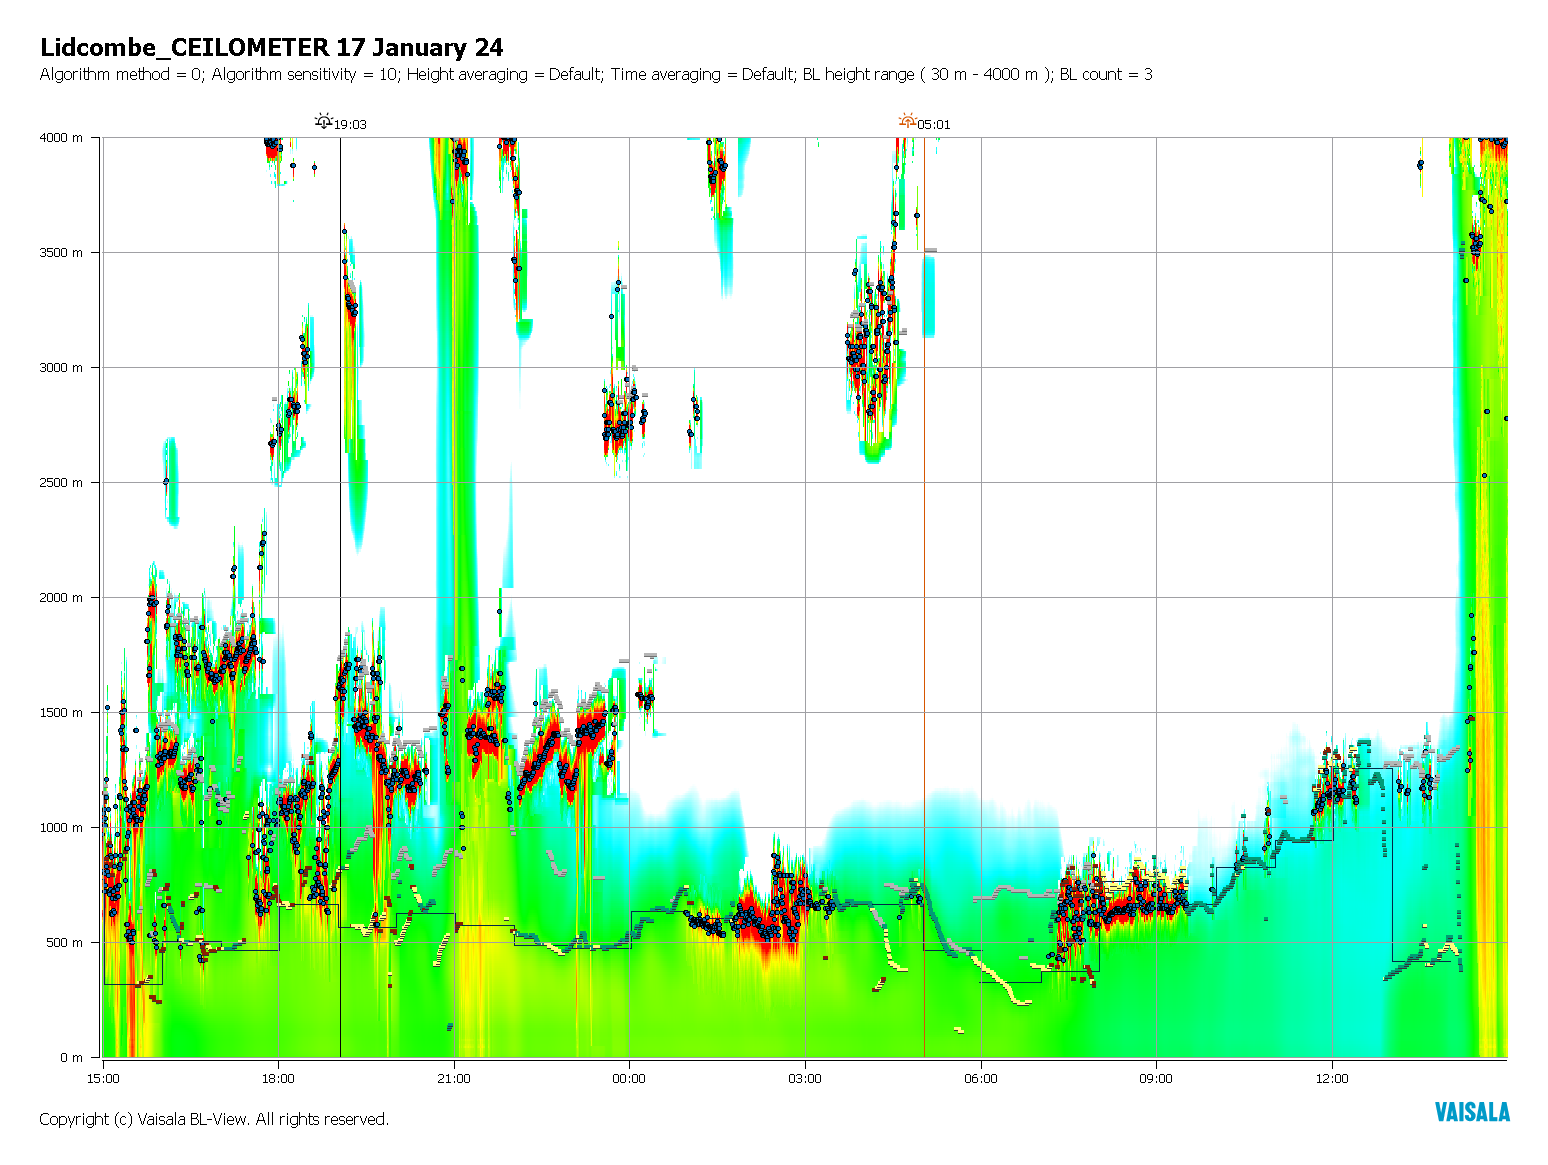 Lidcombe_CEILOMETER 17 January 24
Algorithm method = 0; Algorithm sensitivity = 10; Height averaging = Default; Time averaging = Default; BL height range ( 30 m - 4000 m ); BL count = 3
19:03
05:01
4000 m
3500 m
3000 m
2500 m
2000 m
1500 m
1000 m
500 m
0 m
15:00 18:00 21:00 00:00 03:00 06:00 09:00 12:00
Copyright (c) Vaisala BL-View. All rights reserved.
VAISALA